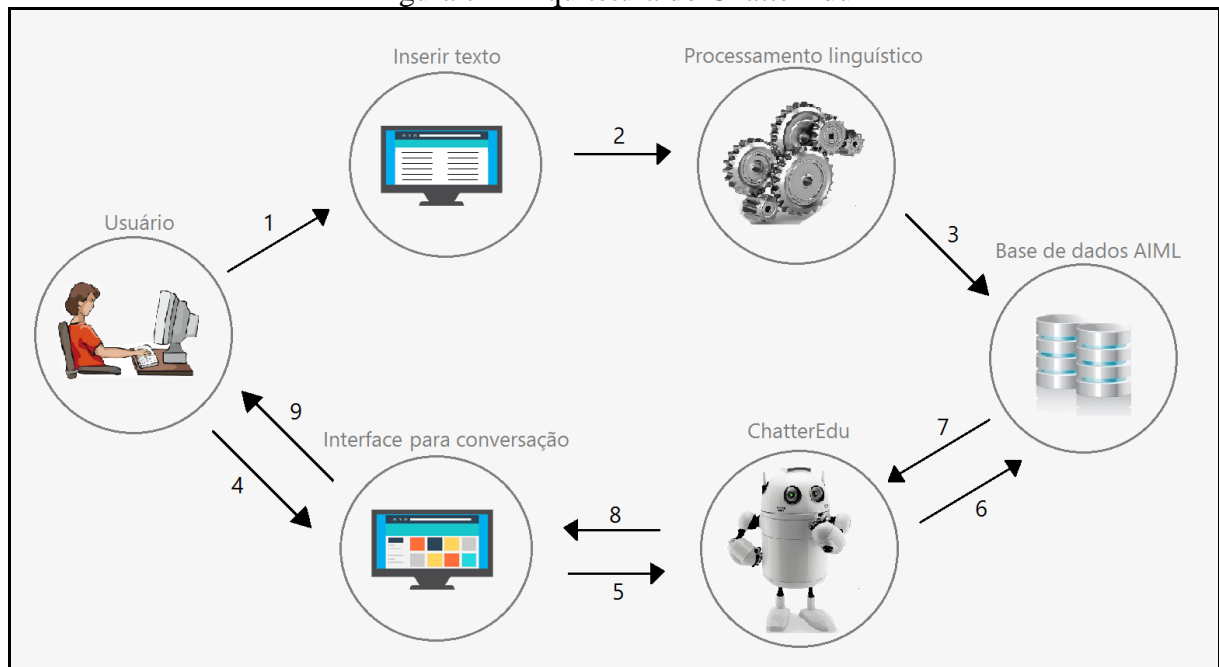 Inserir texto
Processamento linguístico
2
1
Usuário
3
Base de dados AIML
9
7
Interface para conversação
ChatterEdu
4
8
6
5